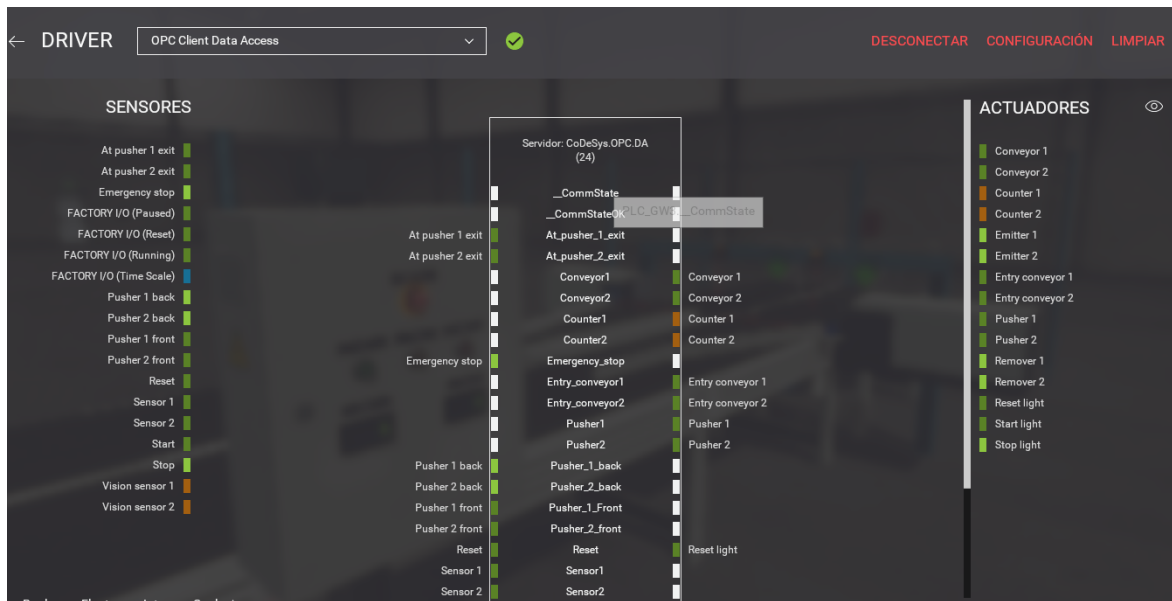 ← DRIVER OPC Client Data Access DESCONECTAR CONFIGURACIÓN LIMPIAR
SENSORES
At pusher 1 exit
At pusher 2 exit
Emergency stop
FACTORY I/O (Paused)
FACTORY I/O (Reset)
FACTORY I/O (Running)
FACTORY I/O (Time Scale)
Pusher 1 back
Pusher 2 back
Pusher 1 front
Pusher 2 front
Reset
Sensor 1
Sensor 2
Start
Stop
Vision sensor 1
Vision sensor 2
Servidor: CoDeSys.OPC.DA
(24)
__CommState
__CommStateOK PLC_GW3.__CommState
At pusher 1 exit At_pusher_1_exit
At pusher 2 exit At_pusher_2_exit
Conveyor1 Conveyor 1
Conveyor2 Conveyor 2
Counter1 Counter 1
Counter2 Counter 2
Emergency stop Emergency_stop
Entry_conveyor1 Entry conveyor 1
Entry_conveyor2 Entry conveyor 2
Pusher1 Pusher 1
Pusher2 Pusher 2
Pusher 1 back Pusher_1_back
Pusher 2 back Pusher_2_back
Pusher 1 front Pusher_1_Front
Pusher 2 front Pusher_2_front
Reset Reset Reset light
Sensor 1 Sensor1
Sensor 2 Sensor2
ACTUADORES
Conveyor 1
Conveyor 2
Counter 1
Counter 2
Emitter 1
Emitter 2
Entry conveyor 1
Entry conveyor 2
Pusher 1
Pusher 2
Remover 1
Remover 2
Reset light
Start light
Stop light